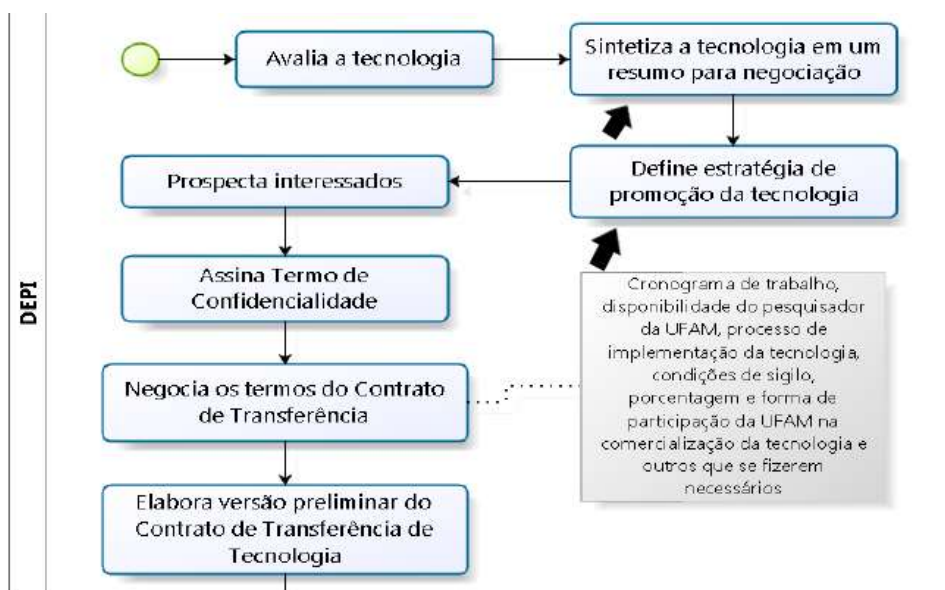 DEPI
Avalia a tecnologia
Sintetiza a tecnologia em um
resumo para negociação
Define estratégia de
promoção da tecnologia
Prospecta interessados
Assina Termo de
Confidencialidade
Negocia os termos do Contrato
de Transferência
Cronograma de trabalho,
disponibilidade do pesquisador
da UFAM, processo de
implementação da tecnologia,
condições de sigilo,
porcentagem e forma de
participação da UFAM na
comercialização da tecnologia e
outros que se fizerem
necessários
Elabora versão preliminar do
Contrato de Transferência de
Tecnologia